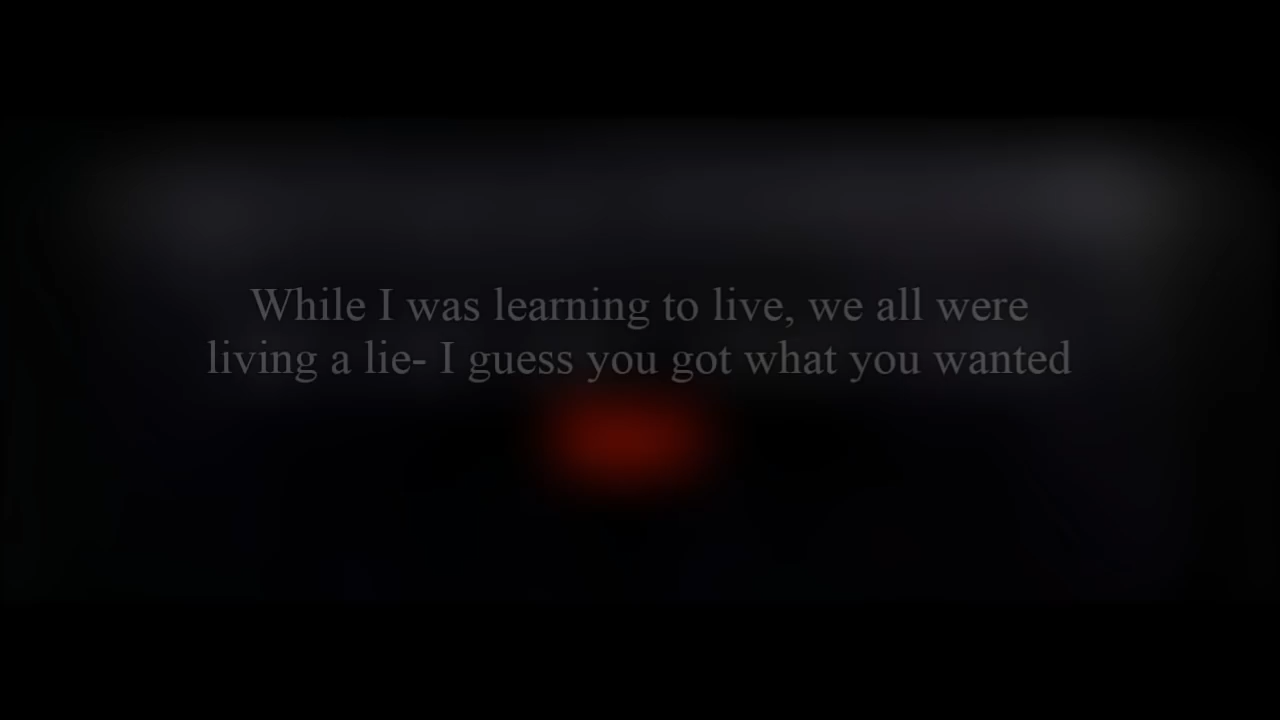 While I was learning to live, we all were
living a lie- I guess you got what you wanted